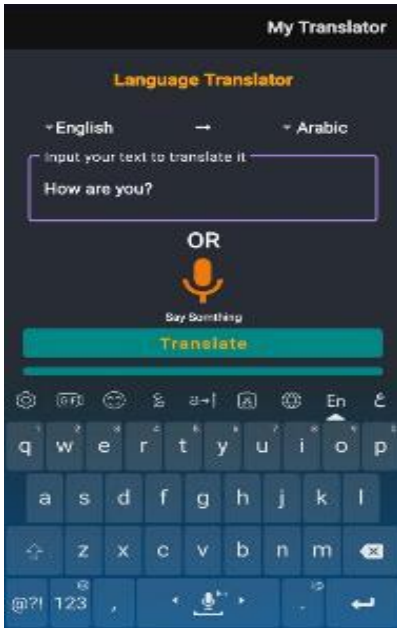 My Translator
Language Translator
English → Arabic
Input your text to translate it
How are you?
OR
Say Somthing
Translate
GIF En ع
q w e r t y u i o p
a s d f g h j k l
z x c v b n m
@?! 123 , .